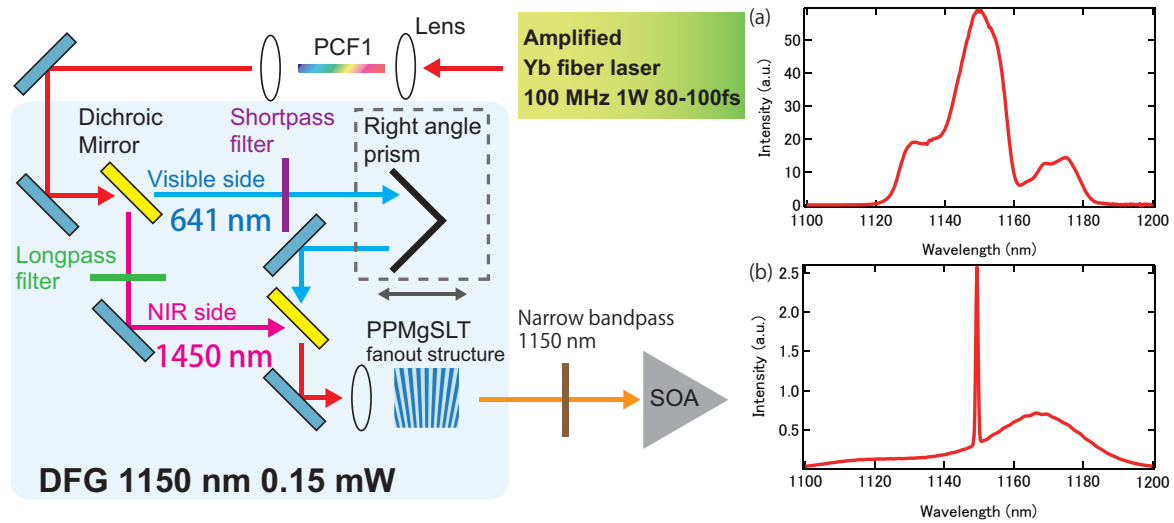 Lens
PCF1
Amplified
Yb fiber laser
100 MHz 1W 80-100fs
Dichroic
Mirror
Shortpass
filter
Right angle
prism
Visible side
641 nm
Longpass
filter
NIR side
1450 nm
PPMgSLT
fanout structure
Narrow bandpass
1150 nm
SOA
DFG 1150 nm 0.15 mW
(a)
Intensity (a.u.)
50
40
30
20
10
0
1100 1120 1140 1160 1180 1200
Wavelength (nm)
(b)
Intensity (a.u.)
2.5
2.0
1.5
1.0
0.5
1100 1120 1140 1160 1180 1200
Wavelength (nm)